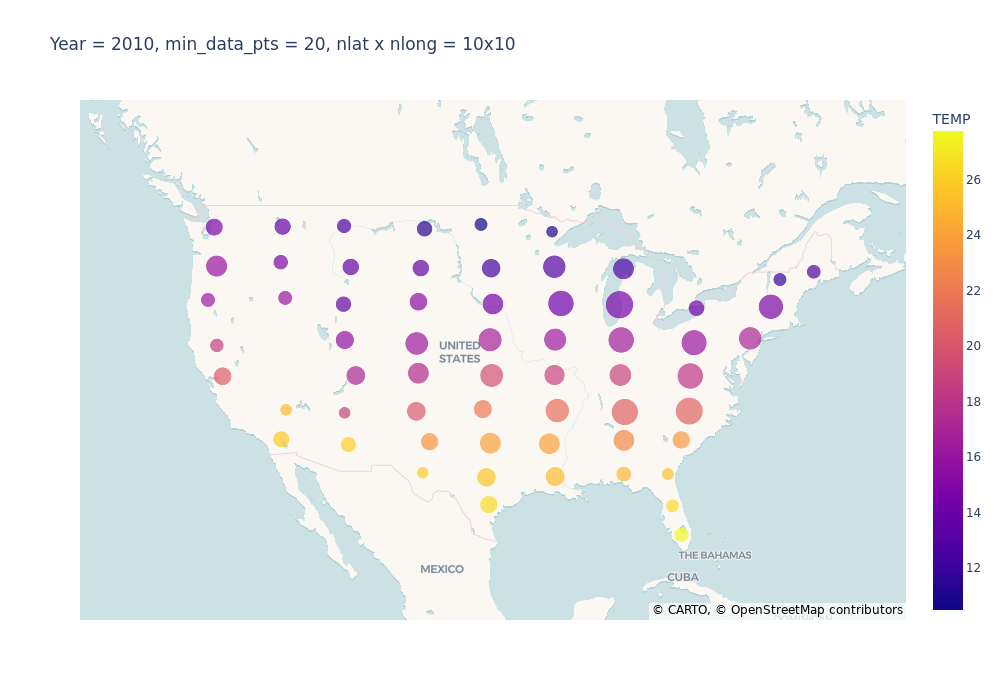 Year = 2010, min_data_pts = 20, nlat x nlong = 10x10
TEMP
26
24
22
20
18
16
14
12
UNITED
STATES
MEXICO
THE BAHAMAS
CUBA
© CARTO, © OpenStreetMap contributors